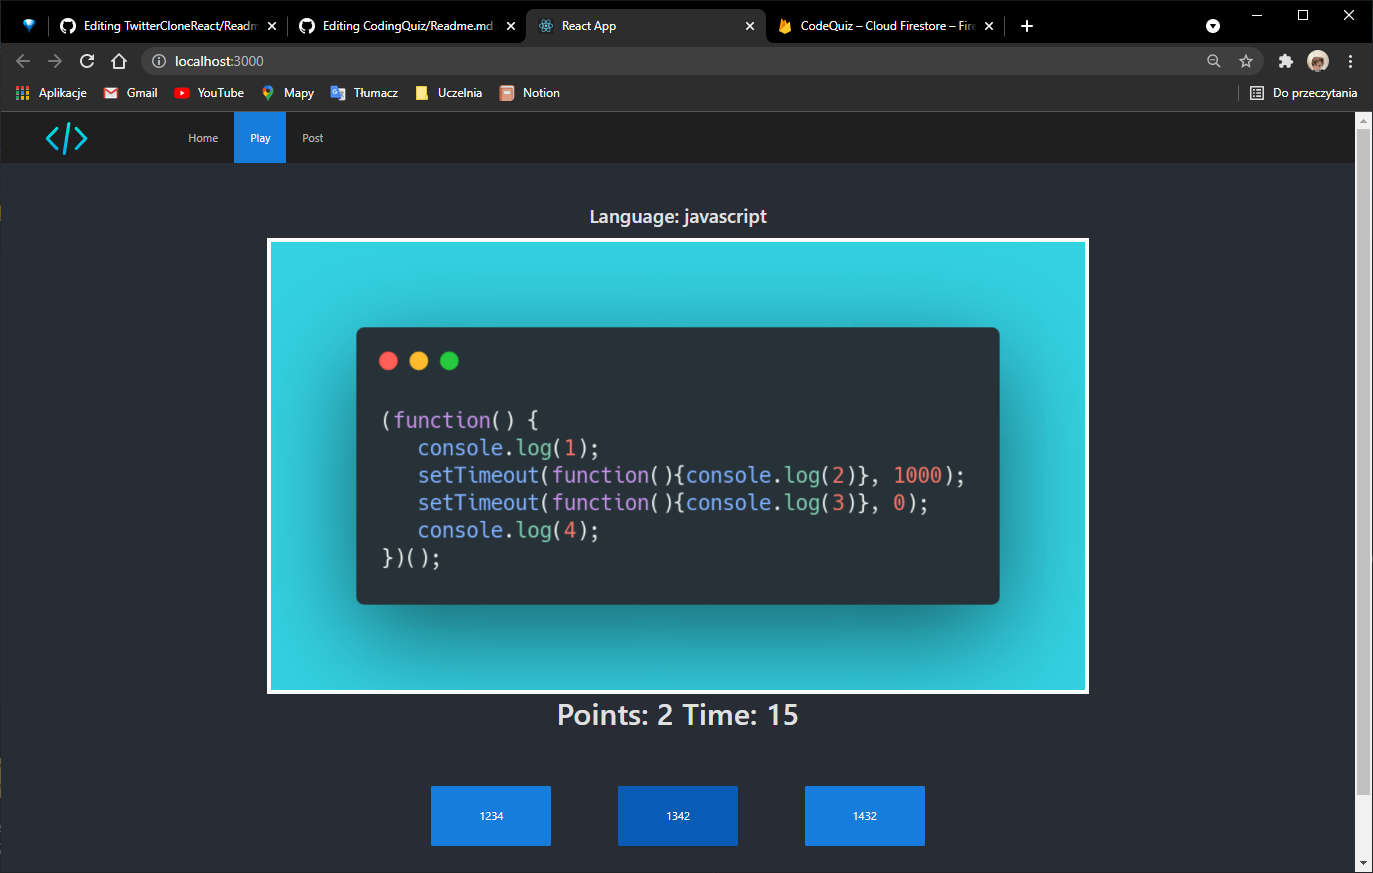 Editing TwitterCloneReact/Readm
Editing CodingQuiz/Readme.md
React App
CodeQuiz – Cloud Firestore – Fire
localhost:3000
Aplikacje
Gmail
YouTube
Mapy
Tłumacz
Uczelnia
Notion
Do przeczytania
</>
Home
Play
Post
Language: javascript
(function() {
console.log(1);
setTimeout(function(){console.log(2)}, 1000);
setTimeout(function(){console.log(3)}, 0);
console.log(4);
})();
Points: 2 Time: 15
1234
1342
1432